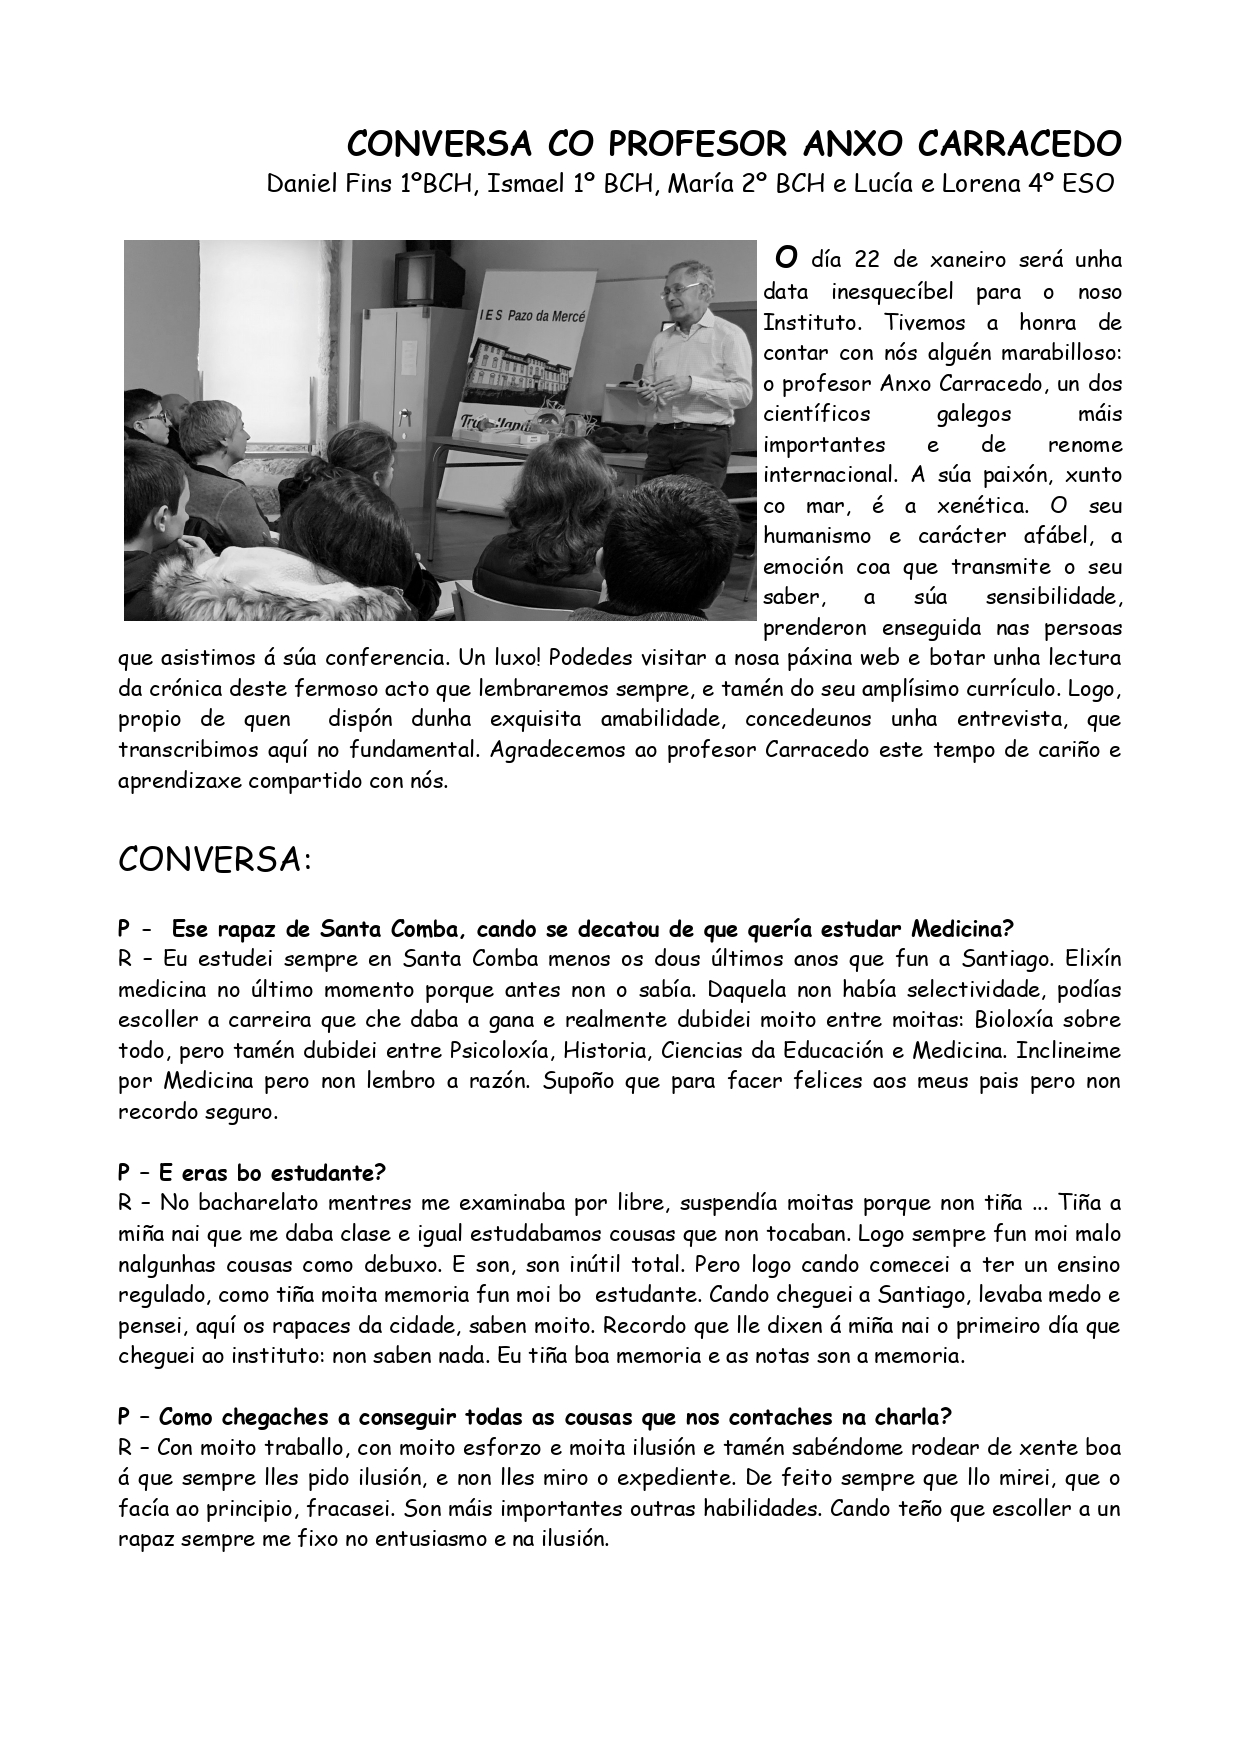 CONVERSA CO PROFESOR ANXO CARRACEDO
Daniel Fins 1ºBCH, Ismael 1º BCH, María 2º BCH e Lucía e Lorena 4º ESO
I E S Pazo da Mercé
O día 22 de xaneiro será unha
data inesquecíbel para o noso
Instituto. Tivemos a honra de
contar con nós alguén marabilloso:
o profesor Anxo Carracedo, un dos
científicos galegos máis
importantes e de renome
internacional. A súa paixón, xunto
co mar, é a xenética. O seu
humanismo e carácter afábel, a
emoción coa que transmite o seu
saber, a súa sensibilidade,
prenderon enseguida nas persoas
que asistimos á súa conferencia. Un luxo! Podedes visitar a nosa páxina web e botar unha lectura
da crónica deste fermoso acto que lembraremos sempre, e tamén do seu amplísimo currículo. Logo,
propio de quen dispón dunha exquisita amabilidade, concedeunos unha entrevista, que
transcribimos aquí no fundamental. Agradecemos ao profesor Carracedo este tempo de cariño e
aprendizaxe compartido con nós.
CONVERSA:
P - Ese rapaz de Santa Comba, cando se decatou de que quería estudar Medicina?
R – Eu estudei sempre en Santa Comba menos os dous últimos anos que fun a Santiago. Elixín
medicina no último momento porque antes non o sabía. Daquela non había selectividade, podías
escoller a carreira que che daba a gana e realmente dubidei moito entre moitas: Bioloxía sobre
todo, pero tamén dubidei entre Psicoloxía, Historia, Ciencias da Educación e Medicina. Inclineime
por Medicina pero non lembro a razón. Supoño que para facer felices aos meus pais pero non
recordo seguro.
P – E eras bo estudante?
R – No bacharelato mentres me examinaba por libre, suspendía moitas porque non tiña ... Tiña a
miña nai que me daba clase e igual estudabamos cousas que non tocaban. Logo sempre fun moi malo
nalgunhas cousas como debuxo. E son, son inútil total. Pero logo cando comecei a ter un ensino
regulado, como tiña moita memoria fun moi bo estudante. Cando cheguei a Santiago, levaba medo e
pensei, aquí os rapaces da cidade, saben moito. Recordo que lle dixen á miña nai o primeiro día que
cheguei ao instituto: non saben nada. Eu tiña boa memoria e as notas son a memoria.
P – Como chegaches a conseguir todas as cousas que nos contaches na charla?
R – Con moito traballo, con moito esforzo e moita ilusión e tamén sabéndome rodear de xente boa
á que sempre lles pido ilusión, e non lles miro o expediente. De feito sempre que llo mirei, que o
facía ao principio, fracasei. Son máis importantes outras habilidades. Cando teño que escoller a un
rapaz sempre me fixo no entusiasmo e na ilusión.